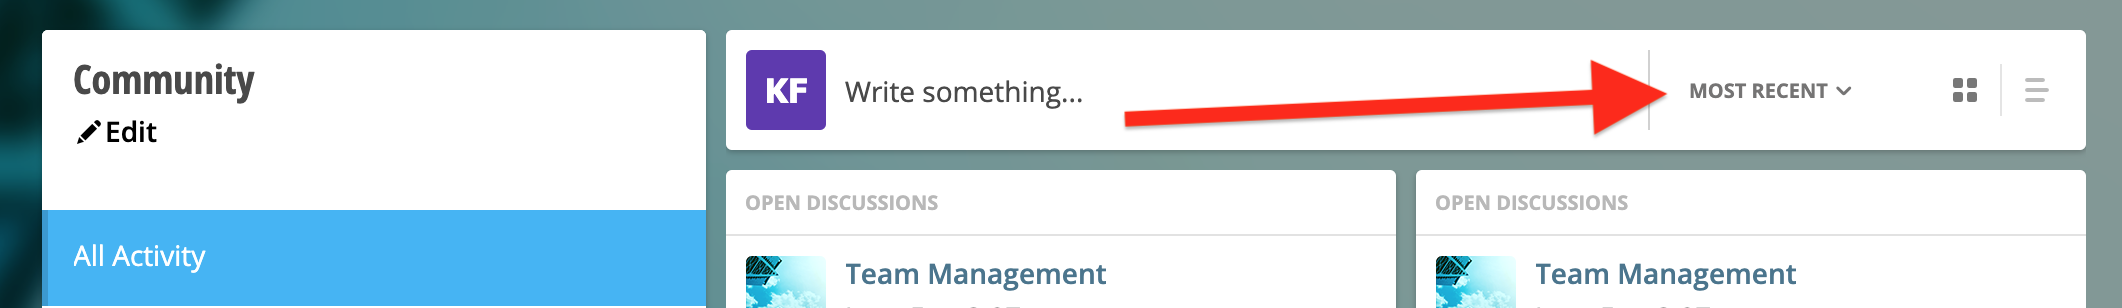 Community
Edit
All Activity
KF
Write something...
MOST RECENT
OPEN DISCUSSIONS
Team Management
OPEN DISCUSSIONS
Team Management